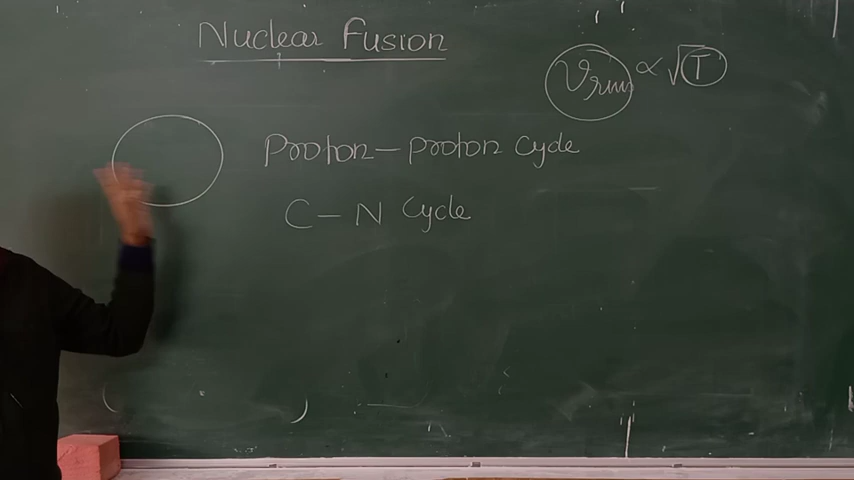 Nuclear Fusion
Vrms ∝ √T
Proton – Proton Cycle
C – N Cycle